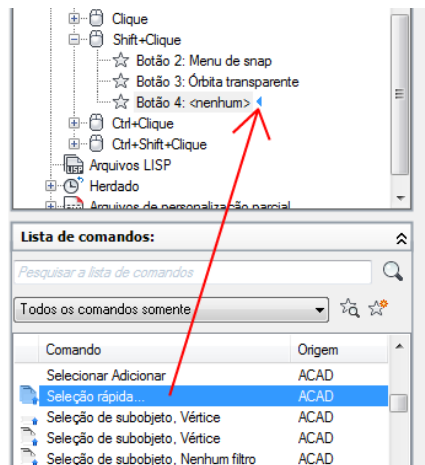 Clique
Shift+Clique
Botão 2: Menu de snap
Botão 3: Órbita transparente
Botão 4: <nenhum>
Ctrl+Clique
Ctrl+Shift+Clique
Arquivos LISP
Herdado
Arquivos de personalização parcial
Lista de comandos:
Pesquisar a lista de comandos
Todos os comandos somente
Comando Origem
Selecionar Adicionar ACAD
Seleção rápida... ACAD
Seleção de subobjeto, Vértice ACAD
Seleção de subobjeto, Vértice ACAD
Seleção de subobjeto, Nenhum filtro ACAD